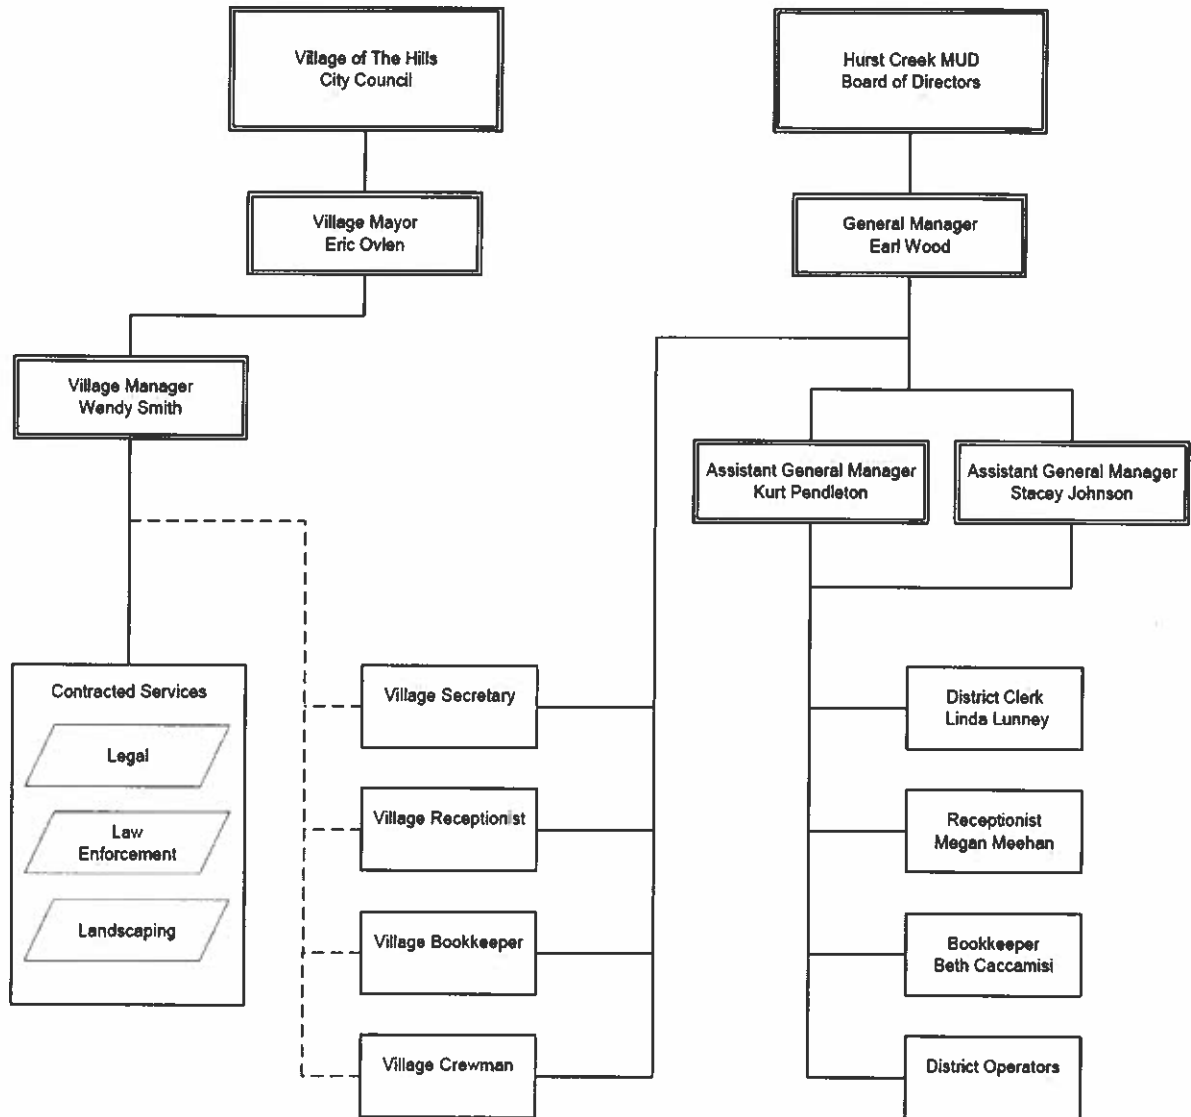 Village of The Hills
City Council
Hurst Creek MUD
Board of Directors
Village Mayor
Eric Ovlen
General Manager
Earl Wood
Village Manager
Wendy Smith
Assistant General Manager
Kurt Pendleton
Assistant General Manager
Stacey Johnson
Contracted Services
Legal
Law
Enforcement
Landscaping
Village Secretary
Village Receptionist
Village Bookkeeper
Village Crewman
District Clerk
Linda Lunney
Receptionist
Megan Meehan
Bookkeeper
Beth Caccamisi
District Operators